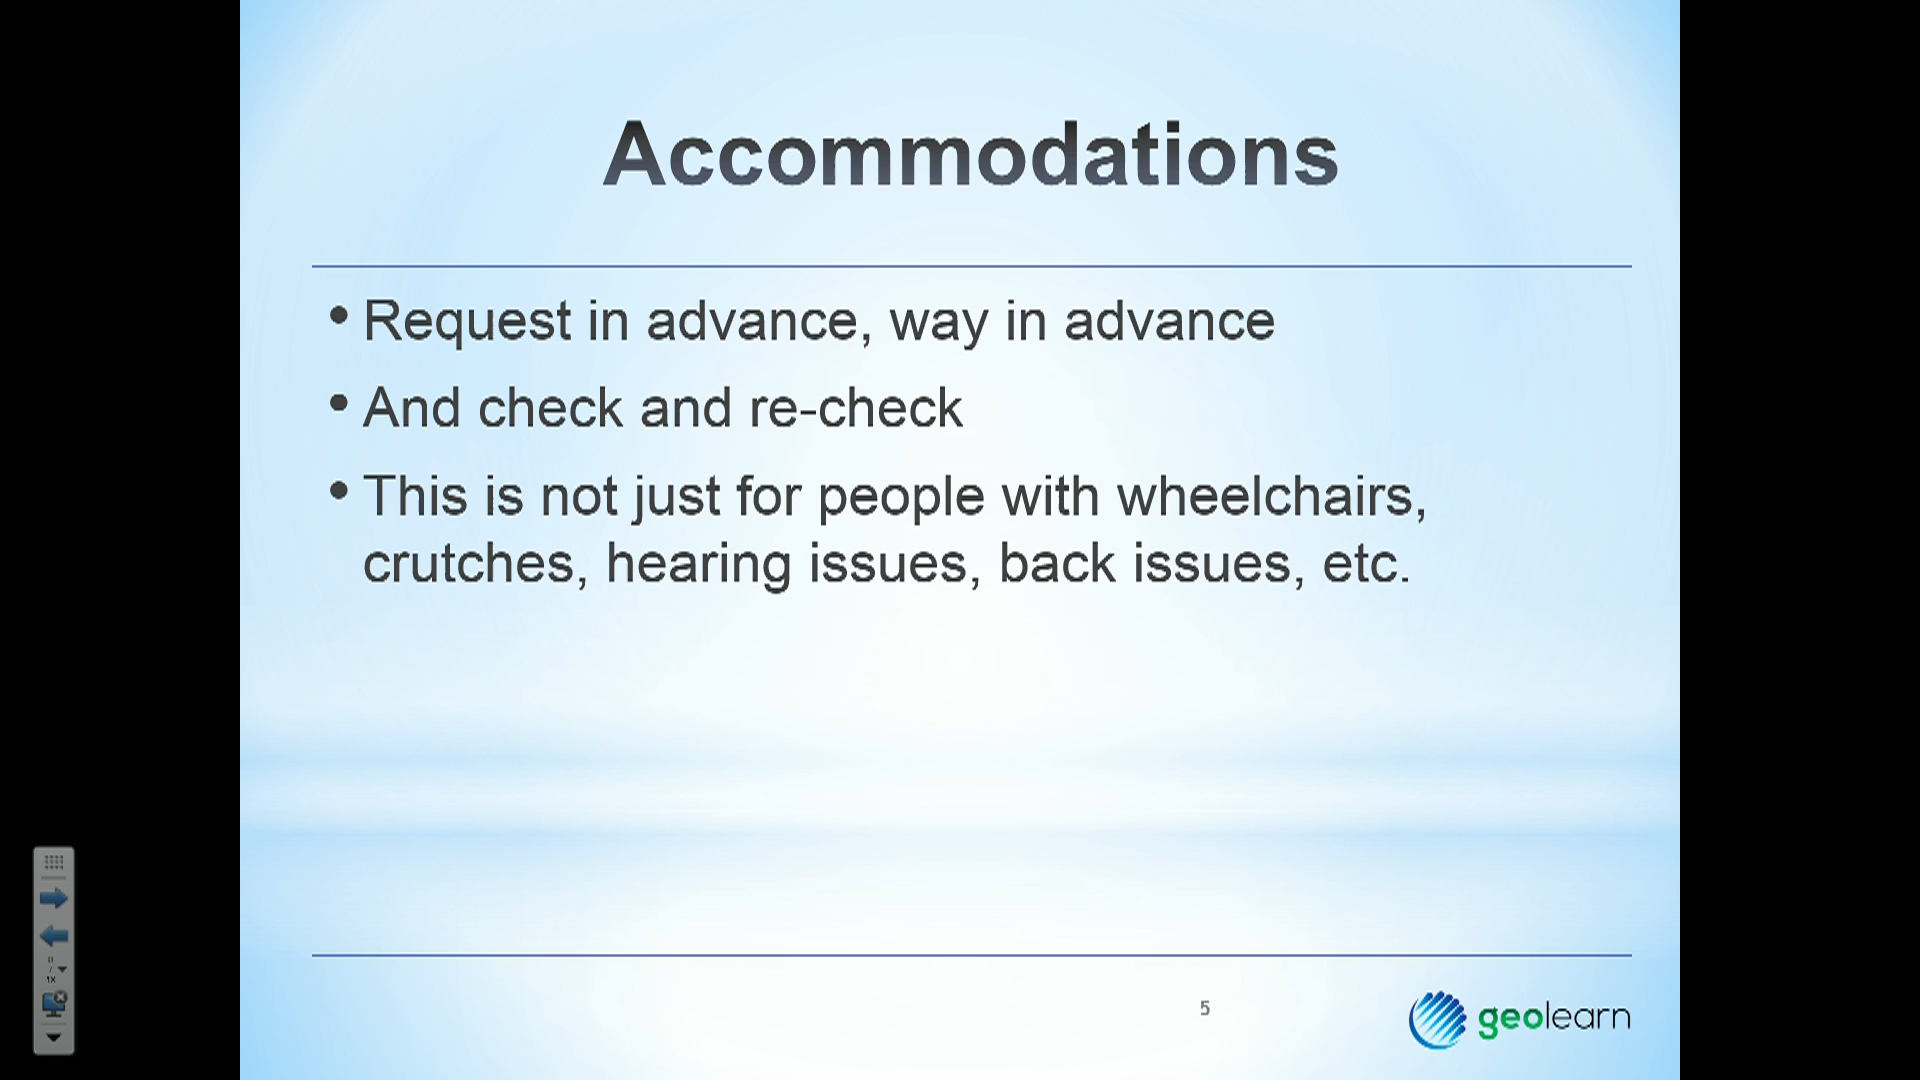 Accommodations
• Request in advance, way in advance
• And check and re-check
• This is not just for people with wheelchairs,
crutches, hearing issues, back issues, etc.
5
geolearn